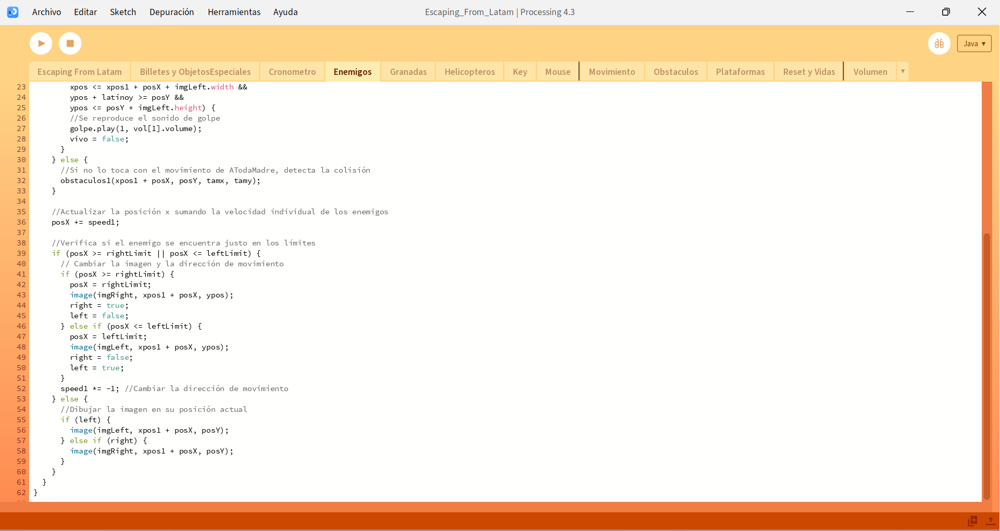 Archivo Editar Sketch Depuración Herramientas Ayuda Escaping_From_Latam | Processing 4.3
Java ▾
Escaping From Latam Billetes y ObjetosEspeciales Cronometro Enemigos Granadas Helicopteros Key Mouse Movimiento Obstaculos Plataformas Reset y Vidas Volumen
23 xpos <= xpos1 + posX + imgLeft.width &&
24 ypos + latinoy >= posY &&
25 ypos <= posY + imgLeft.height) {
26 //Se reproduce el sonido de golpe
27 golpe.play(1, vol[1].volume);
28 vivo = false;
29 }
30 } else {
31 //Si no lo toca con el movimiento de ATodaMadre, detecta la colisión
32 obstaculos1(xpos1 + posX, posY, tamx, tamy);
33 }
34
35 //Actualizar la posición x sumando la velocidad individual de los enemigos
36 posX += speed1;
37
38 //Verifica si el enemigo se encuentra justo en los límites
39 if (posX >= rightLimit || posX <= leftLimit) {
40 // Cambiar la imagen y la dirección de movimiento
41 if (posX >= rightLimit) {
42 posX = rightLimit;
43 image(imgRight, xpos1 + posX, ypos);
44 right = true;
45 left = false;
46 } else if (posX <= leftLimit) {
47 posX = leftLimit;
48 image(imgLeft, xpos1 + posX, ypos);
49 right = false;
50 left = true;
51 }
52 speed1 *= -1; //Cambiar la dirección de movimiento
53 } else {
54 //Dibujar la imagen en su posición actual
55 if (left) {
56 image(imgLeft, xpos1 + posX, posY);
57 } else if (right) {
58 image(imgRight, xpos1 + posX, posY);
59 }
60 }
61 }
62 }